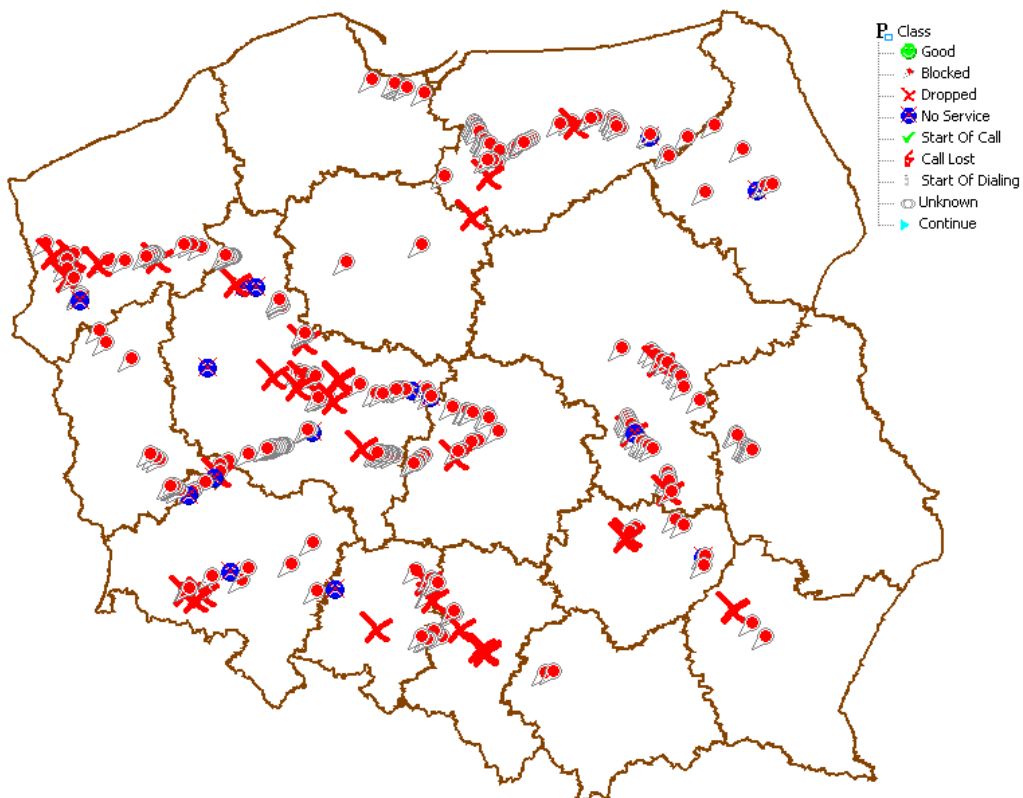 P Class
Good
Blocked
Dropped
No Service
Start Of Call
Call Lost
Start Of Dialing
Unknown
Continue